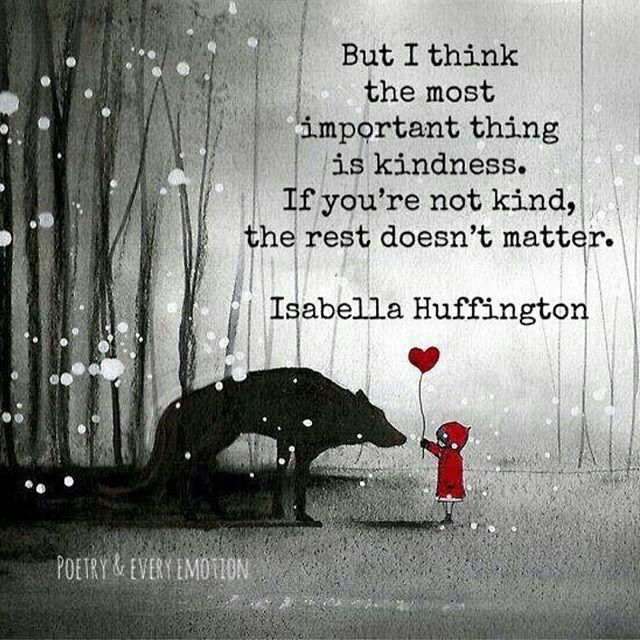 But I think
the most
important thing
is kindness.
If you're not kind,
the rest doesn't matter.
Isabella Huffington
POETRY & EVERY EMOTION